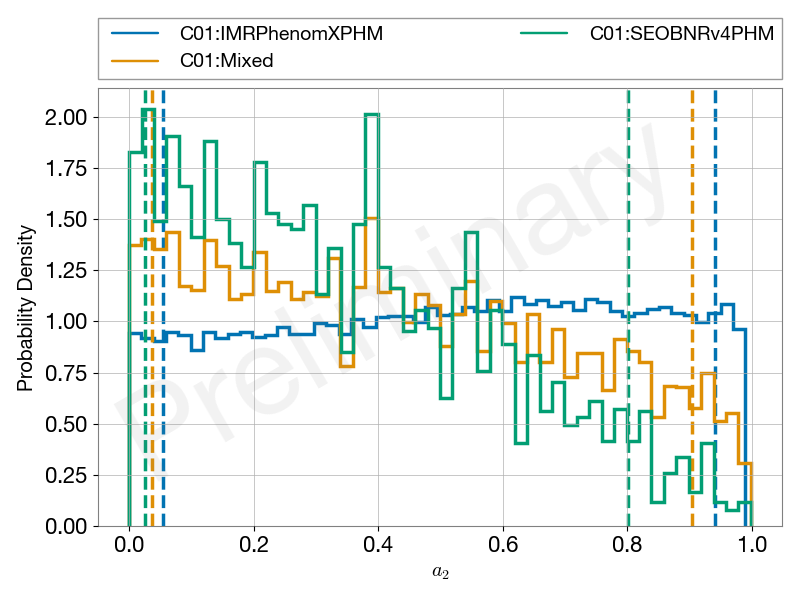 C01:IMRPhenomXPHM
C01:Mixed
C01:SEOBNRv4PHM
Preliminary
Probability Density
2.00
1.75
1.50
1.25
1.00
0.75
0.50
0.25
0.00
0.0 0.2 0.4 0.6 0.8 1.0
a₂